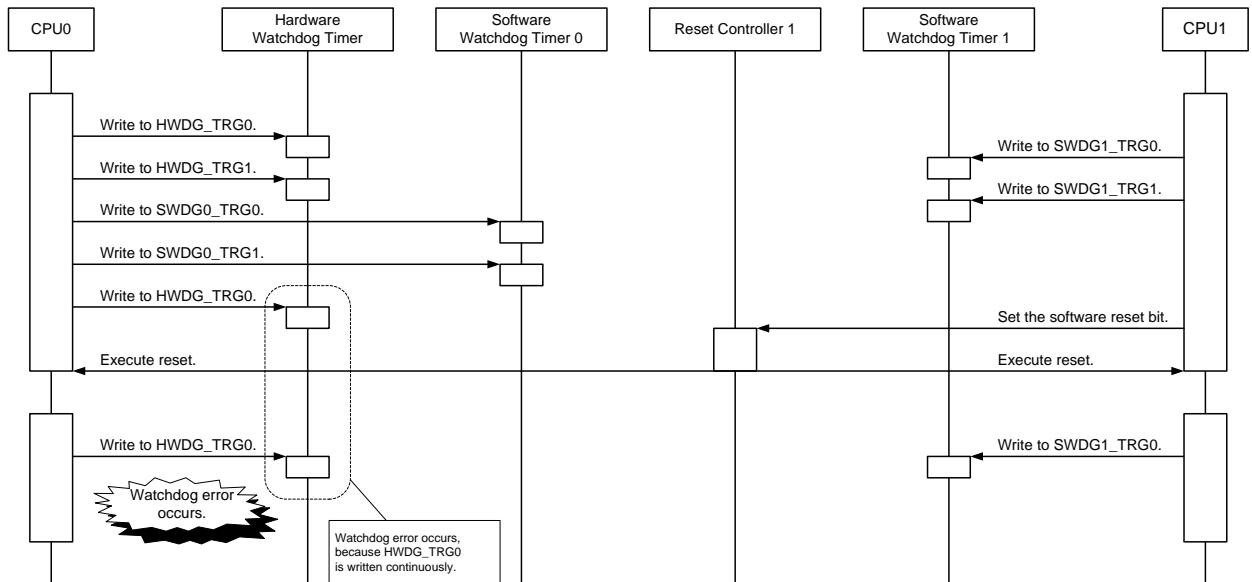 CPU0
Hardware
Watchdog Timer
Software
Watchdog Timer 0
Reset Controller 1
Software
Watchdog Timer 1
CPU1
Write to HWDG_TRG0.
Write to SWDG1_TRG0.
Write to HWDG_TRG1.
Write to SWDG1_TRG1.
Write to SWDG0_TRG0.
Write to SWDG0_TRG1.
Write to HWDG_TRG0.
Set the software reset bit.
Execute reset.
Execute reset.
Write to HWDG_TRG0.
Write to SWDG1_TRG0.
Watchdog error
occurs.
Watchdog error occurs,
because HWDG_TRG0
is written continuously.